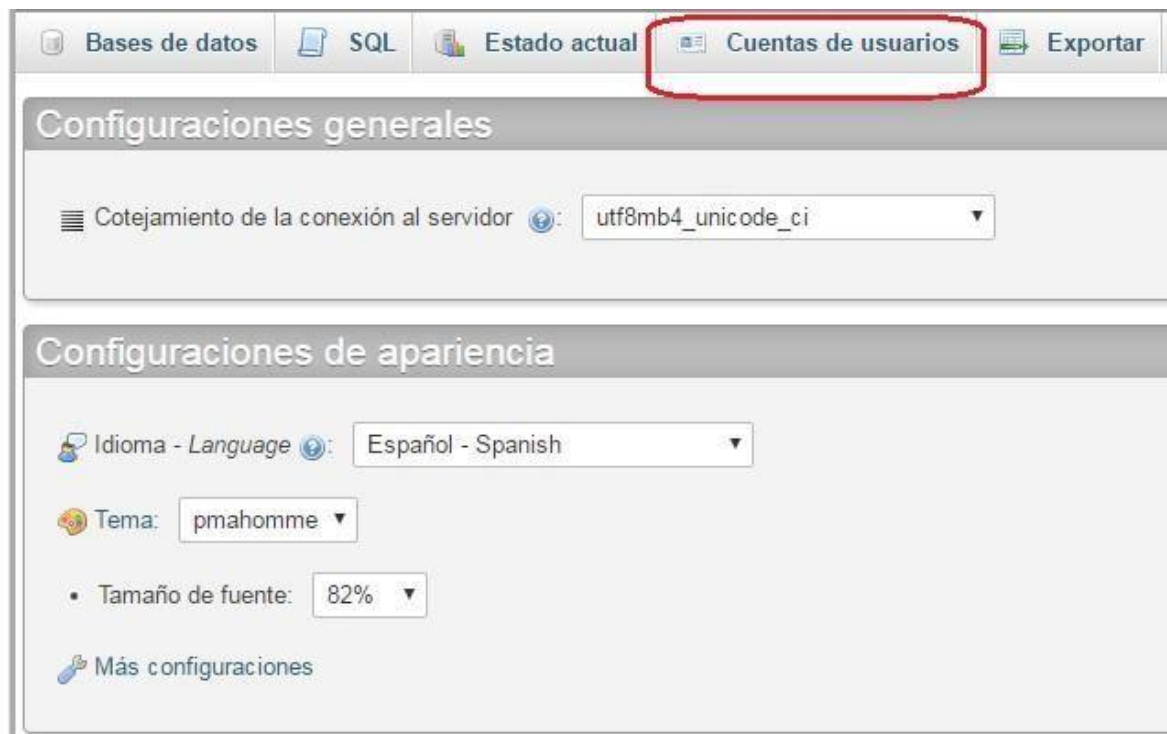 Bases de datos SQL Estado actual Cuentas de usuarios Exportar
Configuraciones generales
Cotejamiento de la conexión al servidor : utf8mb4_unicode_ci
Configuraciones de apariencia
Idioma - Language : Español - Spanish
Tema: pmahomme
• Tamaño de fuente: 82%
Más configuraciones